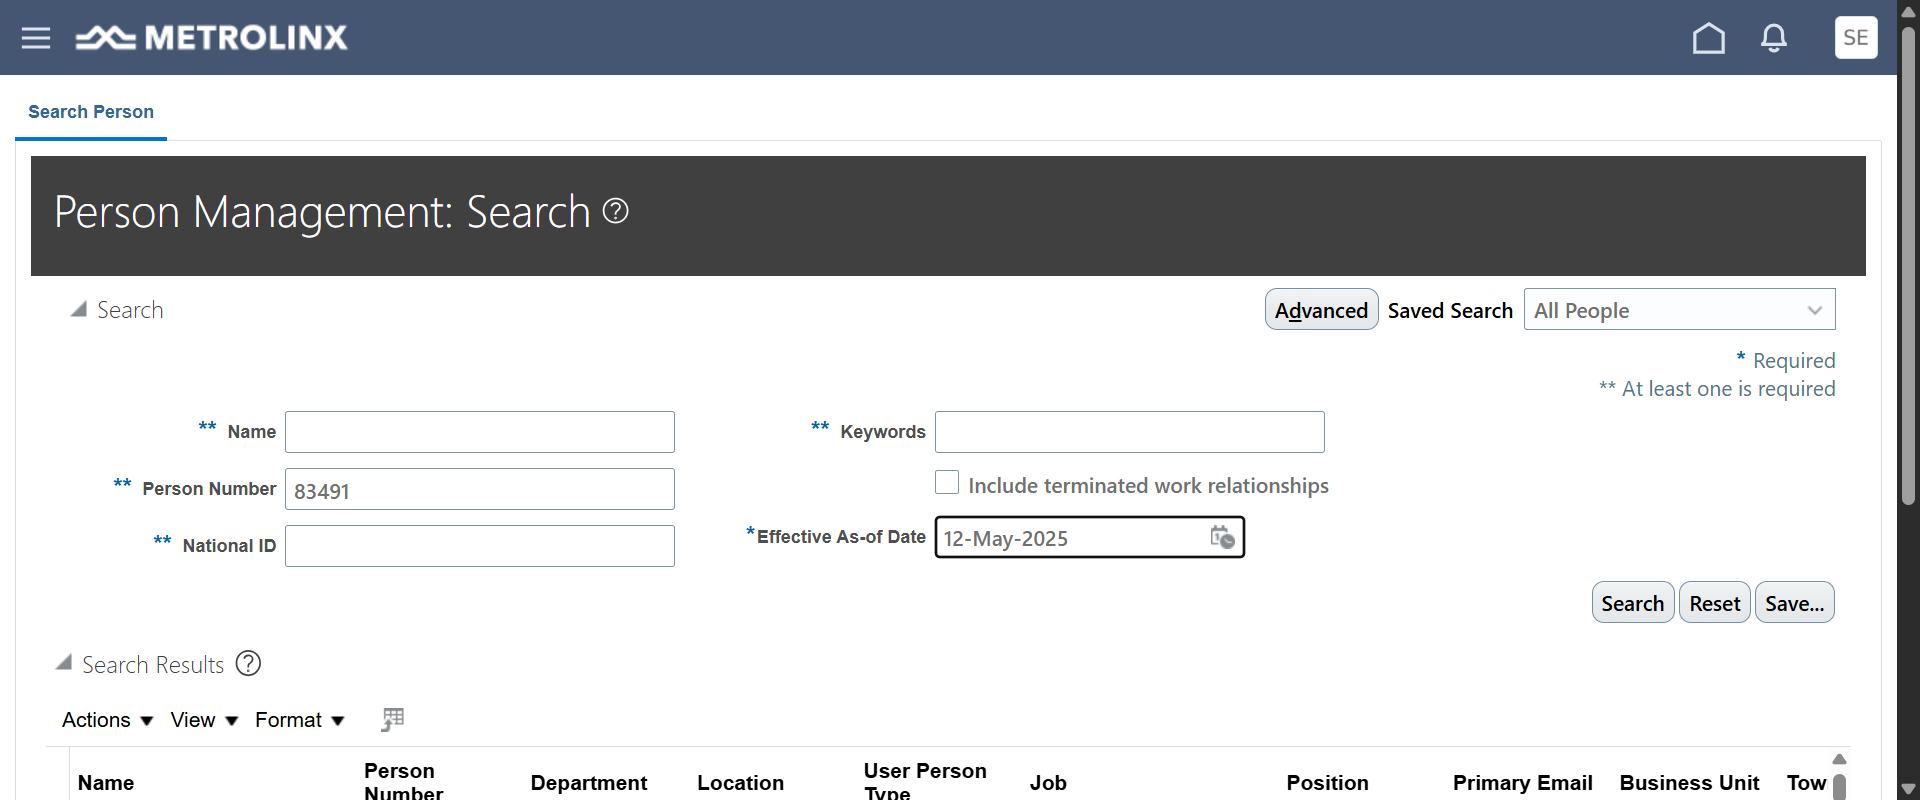 METROLINX
SE
Search Person
Person Management: Search
Search
Advanced Saved Search All People
* Required
** At least one is required
** Name
** Keywords
** Person Number 83491
Include terminated work relationships
** National ID
*Effective As-of Date 12-May-2025
Search Reset Save...
Search Results
Actions View Format
Name Person Number Department Location User Person Type Job Position Primary Email Business Unit Tow